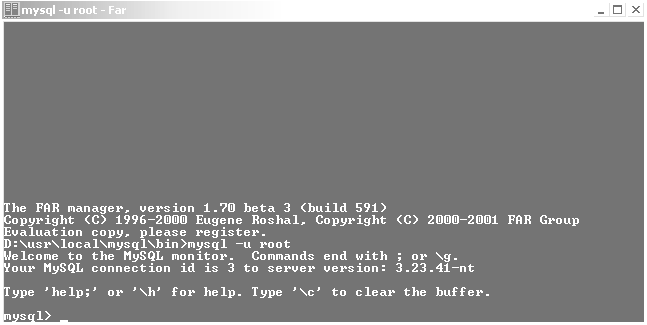 mysql -u root - Far
The FAR manager, version 1.70 beta 3 (build 591)
Copyright (C) 1996-2000 Eugene Roshal, Copyright (C) 2000-2001 FAR Group
Evaluation copy, please register.
D:\usr\local\mysql\bin>mysql -u root
Welcome to the MySQL monitor.  Commands end with ; or \g.
Your MySQL connection id is 3 to server version: 3.23.41-nt
Type 'help;' or '\h' for help. Type '\c' to clear the buffer.
mysql> _